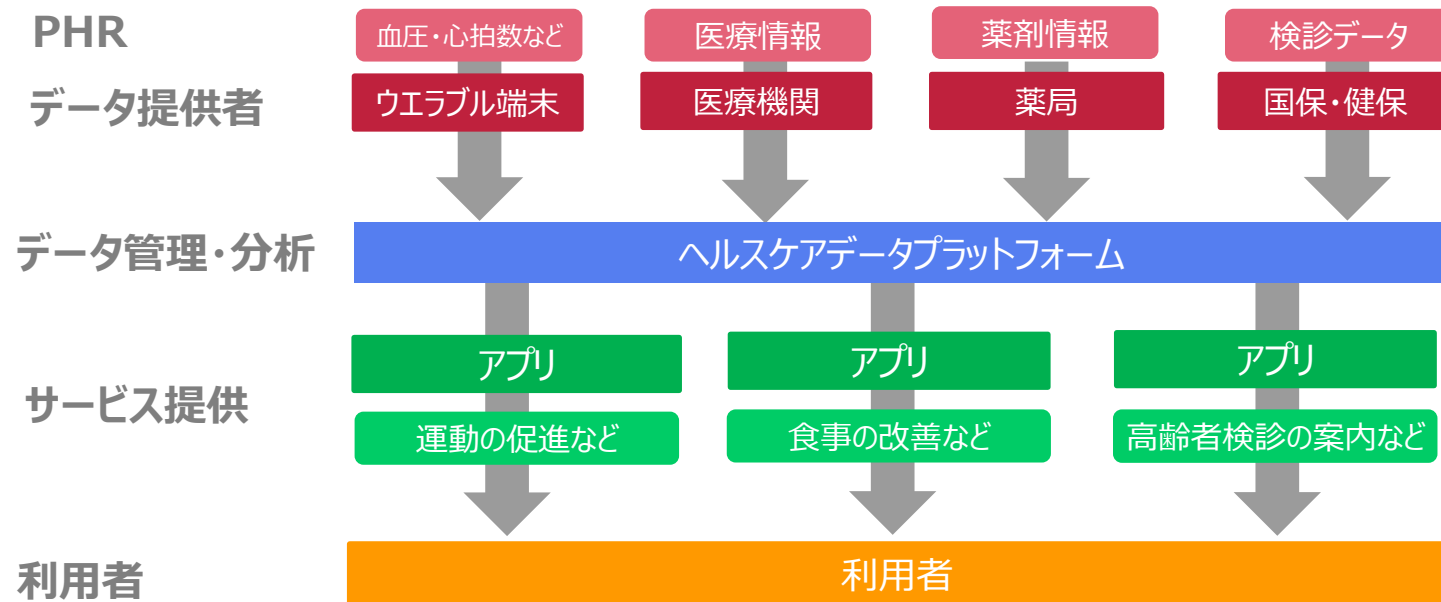 PHR
血圧・心拍数など
医療情報
薬剤情報
検診データ
データ提供者
ウエラブル端末
医療機関
薬局
国保・健保
データ管理・分析
ヘルスケアデータプラットフォーム
サービス提供
アプリ
アプリ
アプリ
運動の促進など
食事の改善など
高齢者検診の案内など
利用者
利用者